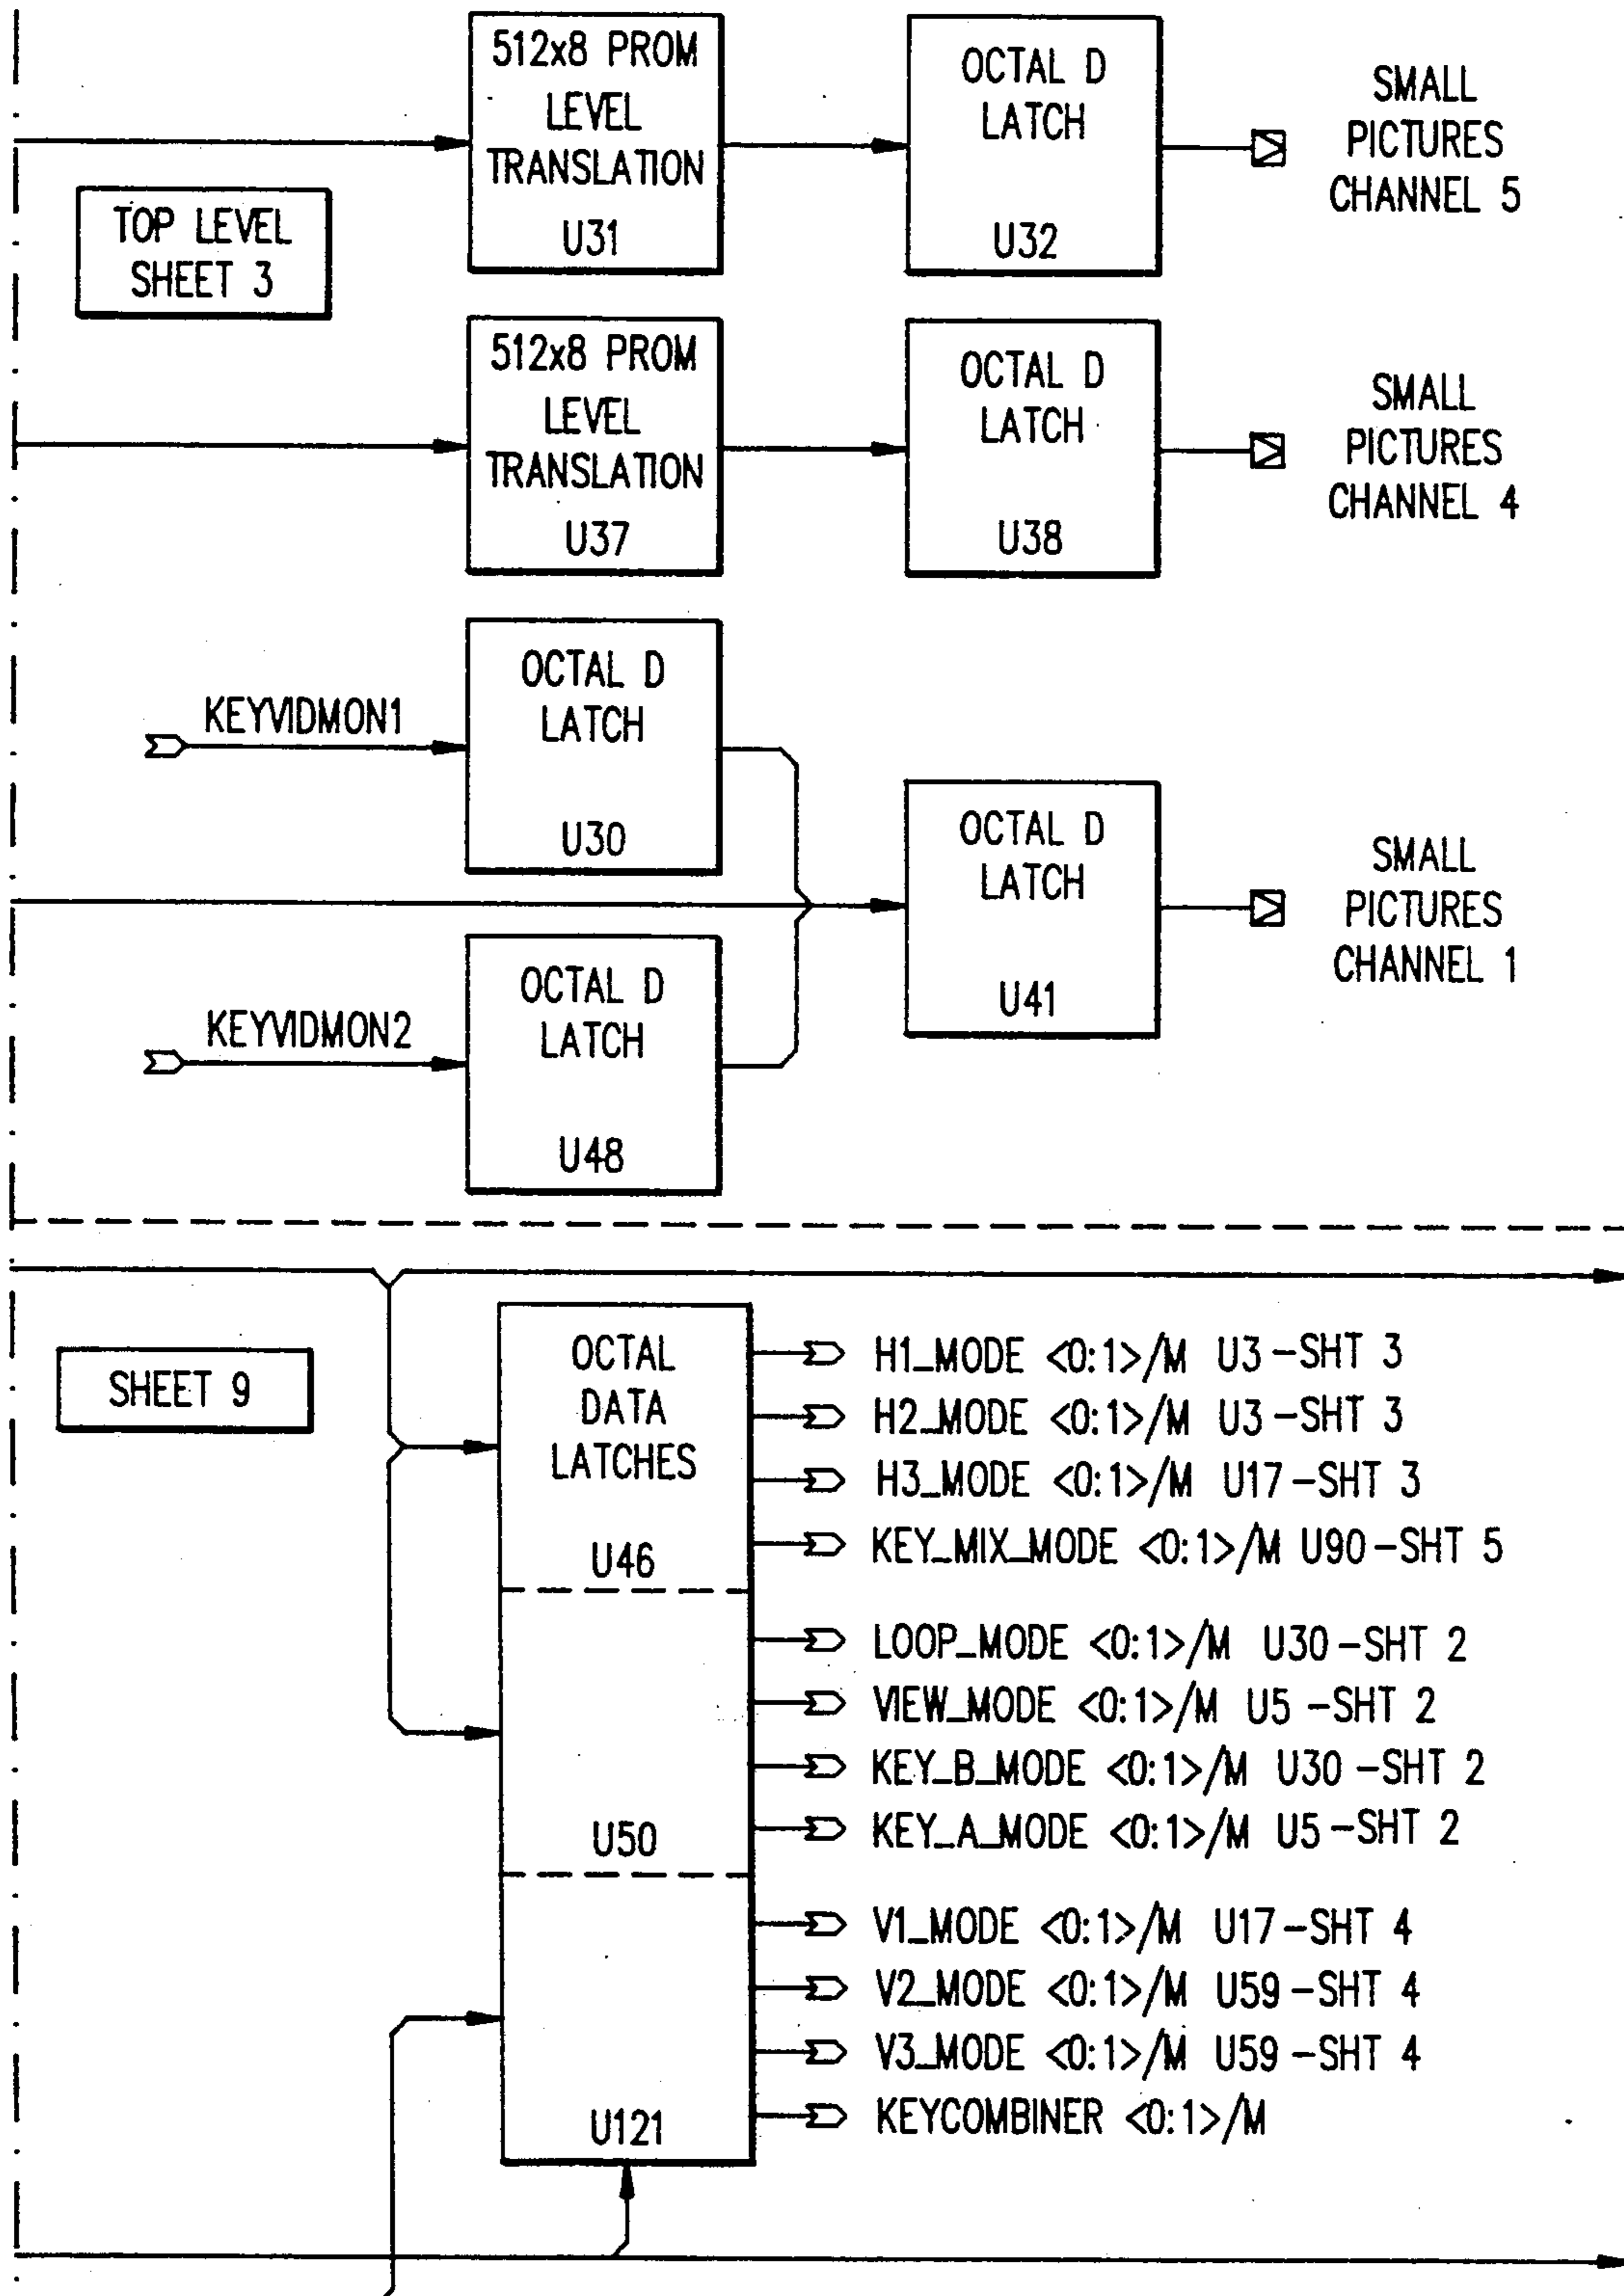 512x8 PROM
LEVEL
TRANSLATION
U31
OCTAL D
LATCH
U32
SMALL
PICTURES
CHANNEL 5
TOP LEVEL
SHEET 3
512x8 PROM
LEVEL
TRANSLATION
U37
OCTAL D
LATCH
U38
SMALL
PICTURES
CHANNEL 4
KEYVIDMON1
OCTAL D
LATCH
U30
OCTAL D
LATCH
U41
SMALL
PICTURES
CHANNEL 1
KEYVIDMON2
OCTAL D
LATCH
U48
SHEET 9
OCTAL
DATA
LATCHES
U46
U50
U121
H1_MODE <0:1>/M U3-SHT 3
H2_MODE <0:1>/M U3-SHT 3
H3_MODE <0:1>/M U17-SHT 3
KEY_MIX_MODE <0:1>/M U90-SHT 5
LOOP_MODE <0:1>/M U30-SHT 2
VIEW_MODE <0:1>/M U5-SHT 2
KEY_B_MODE <0:1>/M U30-SHT 2
KEY_A_MODE <0:1>/M U5-SHT 2
V1_MODE <0:1>/M U17-SHT 4
V2_MODE <0:1>/M U59-SHT 4
V3_MODE <0:1>/M U59-SHT 4
KEYCOMBINER <0:1>/M